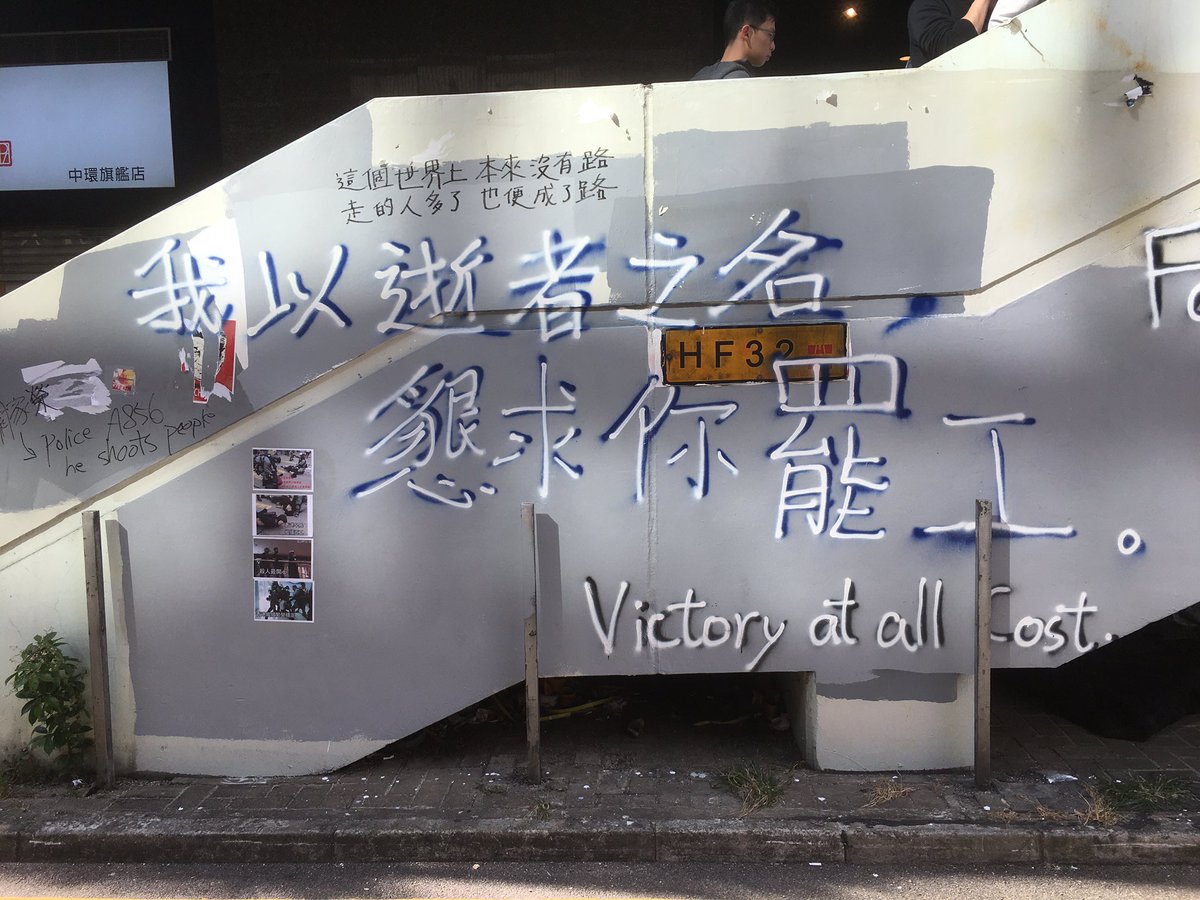 中環旗艦店
這個世界上 本來沒有路
走的人多了 也便成了路
我以逝者之名，
HF32
懇求你罷工。
Police A856
he shoots people
Victory at all Cost.